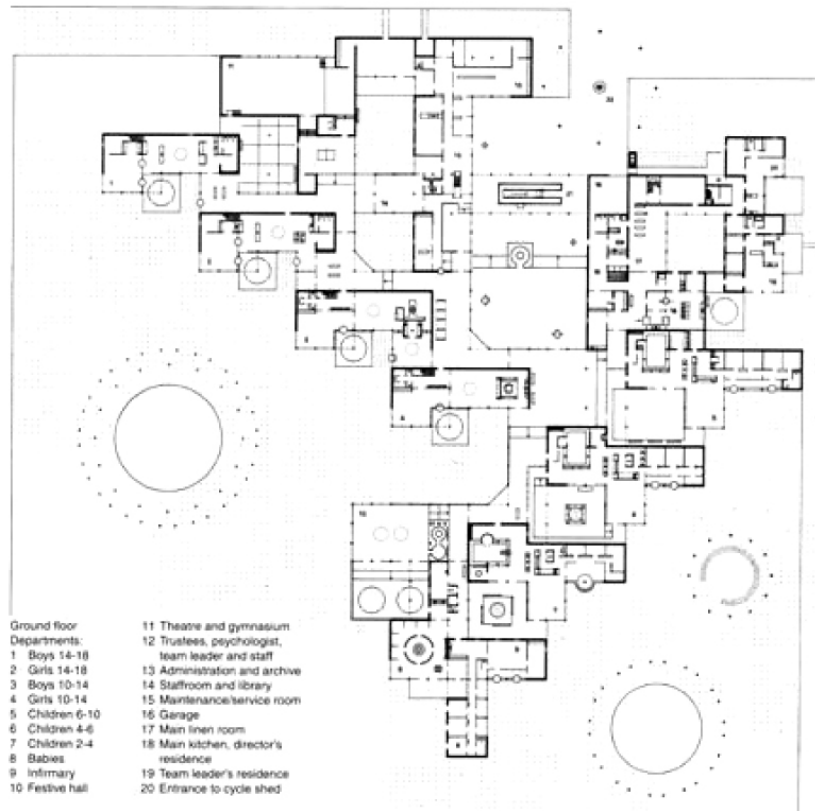 Ground floor
Departments:
1 Boys 14-18
2 Girls 14-18
3 Boys 10-14
4 Girls 10-14
5 Children 6-10
6 Children 4-6
7 Children 2-4
8 Babies
9 Infirmary
10 Festive hall
11 Theatre and gymnasium
12 Trustees, psychologist,
team leader and staff
13 Administration and archive
14 Staffroom and library
15 Maintenance/service room
16 Garage
17 Main linen room
18 Main kitchen, director's
residence
19 Team leader's residence
20 Entrance to cycle shed